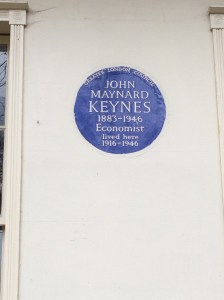 GREATER LONDON COUNCIL
JOHN
MAYNARD
KEYNES
1883-1946
Economist
lived here
1916-1946